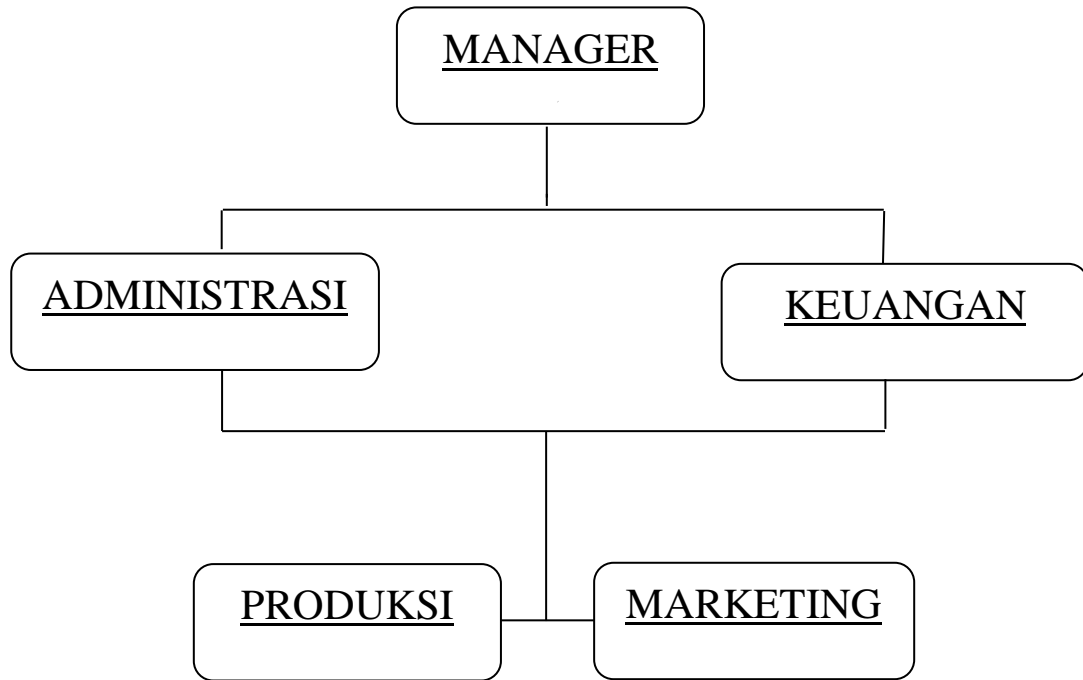 MANAGER
ADMINISTRASI
KEUANGAN
PRODUKSI
MARKETING